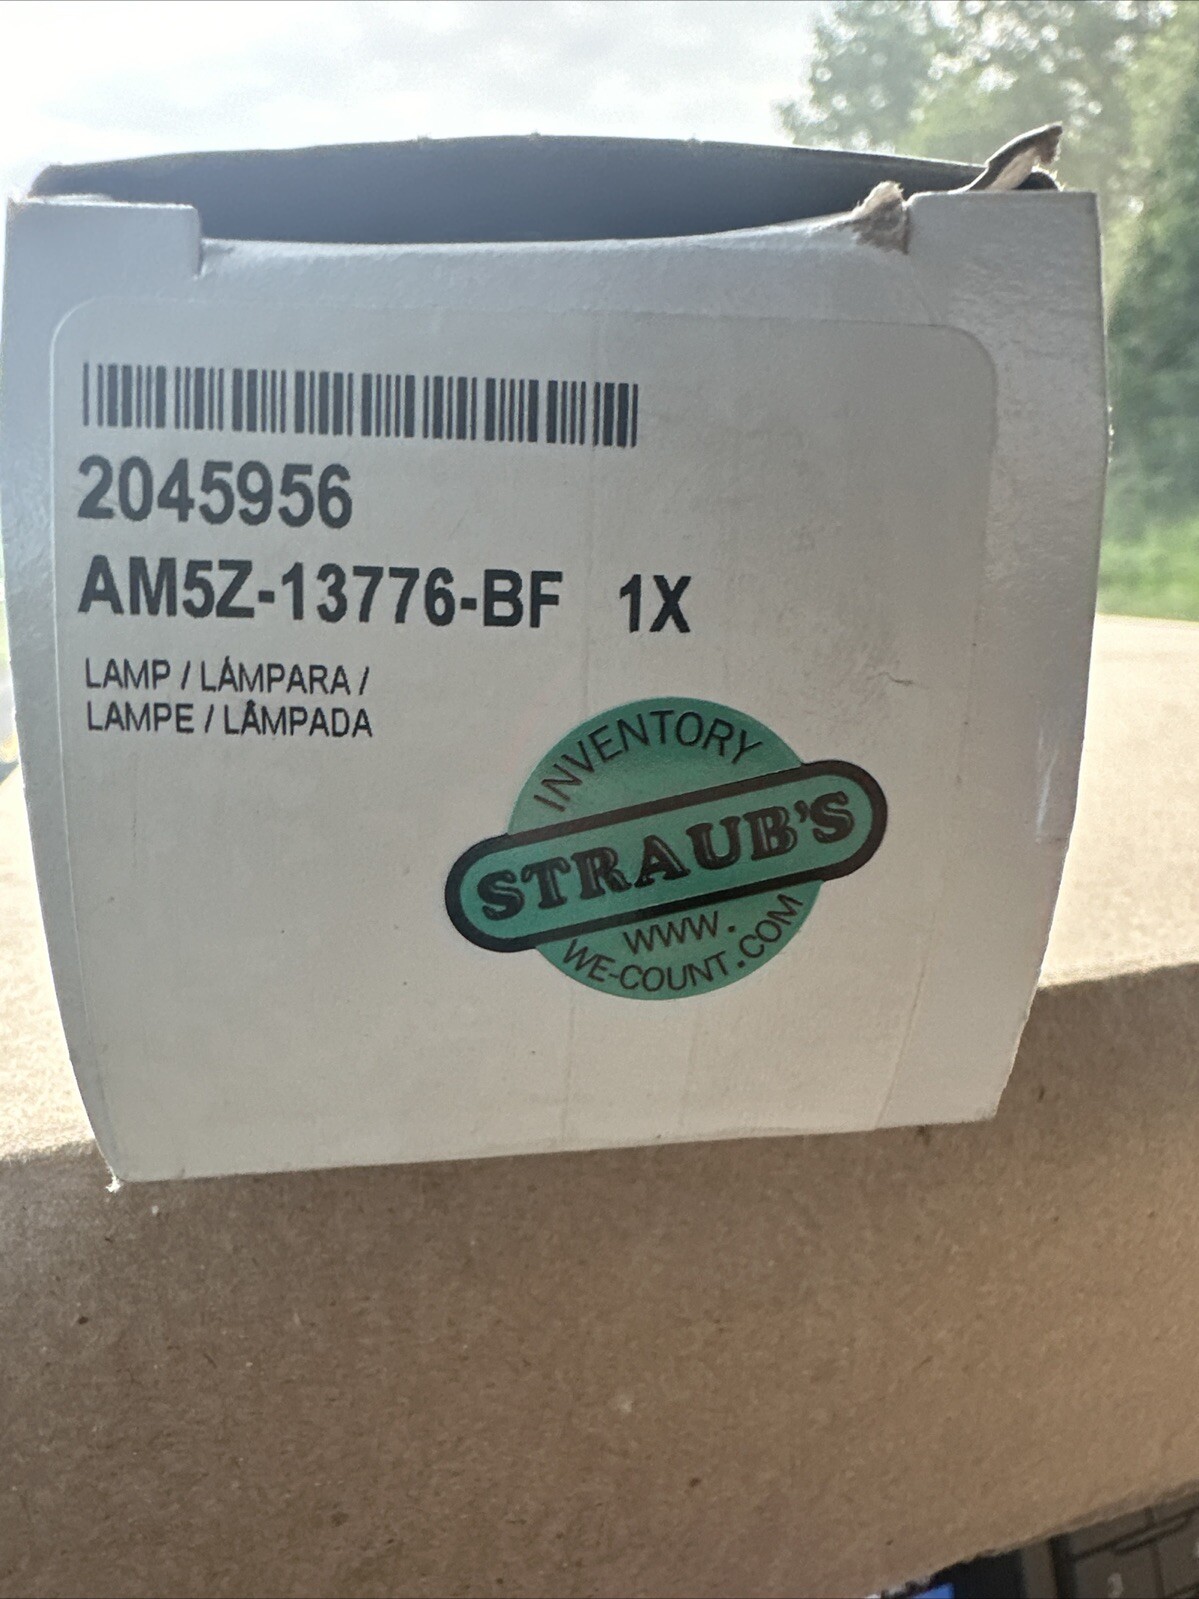 2045956
AM5Z-13776-BF 1X
LAMP / LÁMPARA /
LAMPE / LÂMPADA
INVENTORY
STRAUB'S
WWW.
WE-COUNT.COM